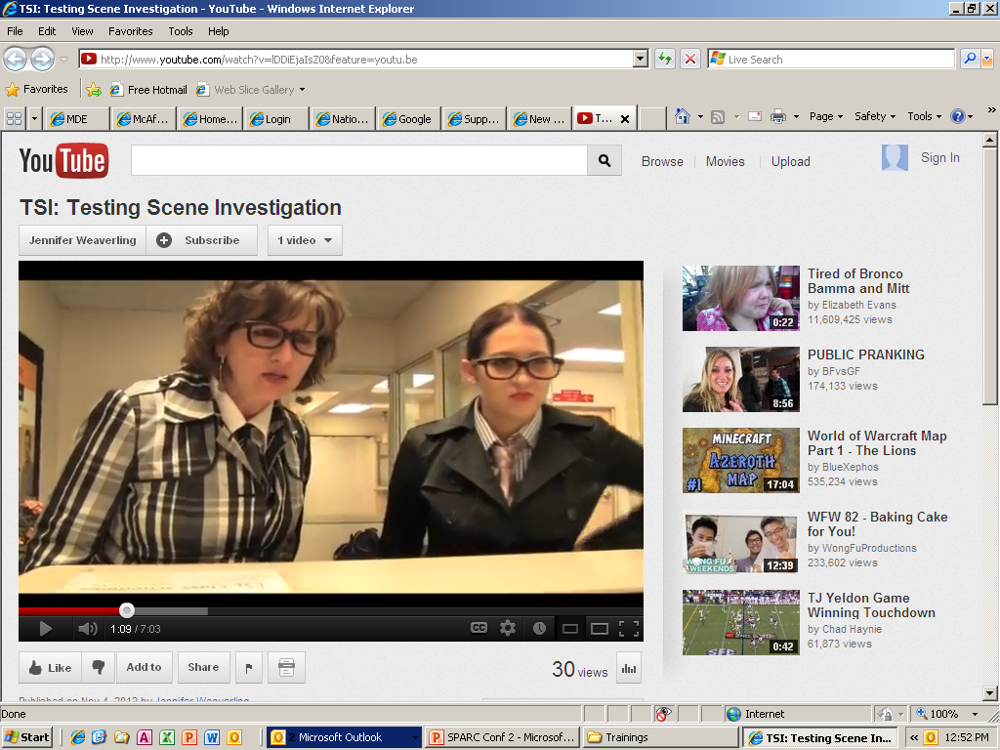 TSI: Testing Scene Investigation - YouTube - Windows Internet Explorer
File Edit View Favorites Tools Help
http://www.youtube.com/watch?v=lDDiEjaIsZ0&feature=youtu.be
Live Search
Favorites Free Hotmail Web Slice Gallery
MDE McAf... Home... Login Natio... Google Supp... New ... T... Page Safety Tools »
YouTube Browse Movies Upload Sign In
TSI: Testing Scene Investigation
Jennifer Weaverling Subscribe 1 video
Tired of Bronco
Bamma and Mitt
by Elizabeth Evans
11,609,425 views
0:22
PUBLIC PRANKING
by BFvsGF
174,133 views
8:56
MINECRAFT
AZEROTH
#1 MAP
17:04
World of Warcraft Map
Part 1 - The Lions
by BlueXephos
535,234 views
WONG FU
WEEKENDS
12:39
WFW 82 - Baking Cake
for You!
by WongFuProductions
233,602 views
TJ Yeldon Game
Winning Touchdown
by Chad Haynie
61,873 views
SEC
0:42
1:09 / 7:03 CC
Like Add to Share 30 views
Published on Nov 4, 2012 by Jennifer Weaverling
Done Internet 100%
Start 2 Microsoft Outlook SPARC Conf 2 - Microsof... Trainings TSI: Testing Scene In... « 12:52 PM